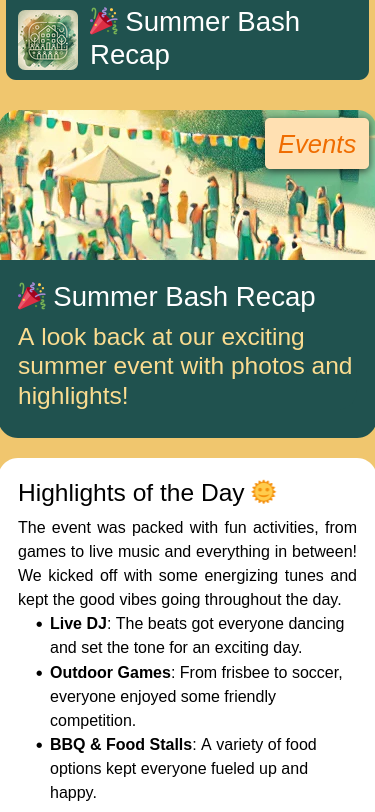 🎉 Summer Bash
Recap
Events
🎉 Summer Bash Recap
A look back at our exciting
summer event with photos and
highlights!
Highlights of the Day 🌞
The event was packed with fun activities, from
games to live music and everything in between!
We kicked off with some energizing tunes and
kept the good vibes going throughout the day.
• Live DJ: The beats got everyone dancing
and set the tone for an exciting day.
• Outdoor Games: From frisbee to soccer,
everyone enjoyed some friendly
competition.
• BBQ & Food Stalls: A variety of food
options kept everyone fueled up and
happy.